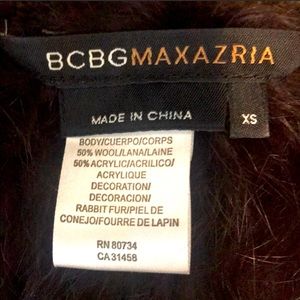 BCBGMAXAZRIA
MADE IN CHINA
XS
BODY/CUERPO/CORPS
50% WOOL/LANA/LAINE
50% ACRYLIC/ACRILICO/
ACRYLIQUE
DECORATION/
DECORACION/
RABBIT FUR/PIEL DE
CONEJO/FOURRE DE LAPIN
RN 80734
CA 31458